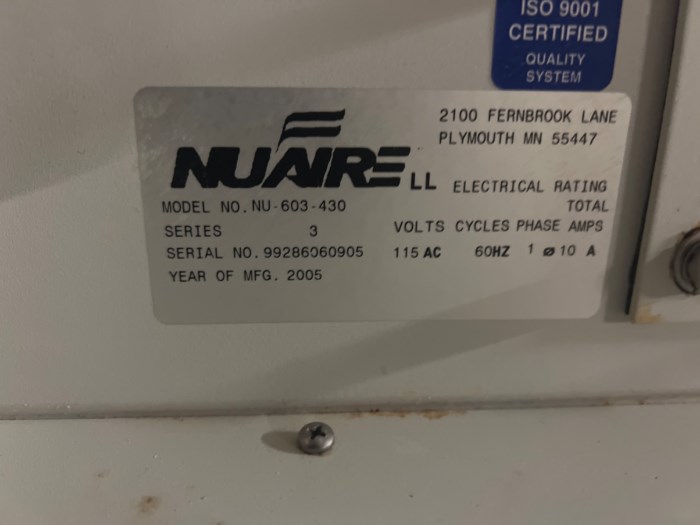 ISO 9001
CERTIFIED
QUALITY
SYSTEM
2100 FERNBROOK LANE
PLYMOUTH MN 55447
NUAIRE LL
ELECTRICAL RATING
MODEL NO. NU-603-430
TOTAL
SERIES 3
VOLTS CYCLES PHASE AMPS
SERIAL NO. 99286060905
115 AC 60HZ 1 ø 10 A
YEAR OF MFG. 2005